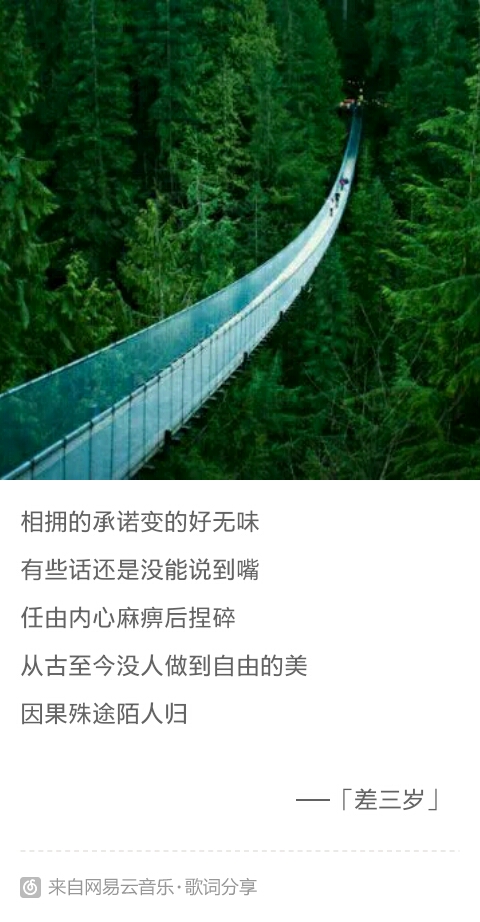 相拥的承诺变的好无味
有些话还是没能说到嘴
任由内心麻痹后捏碎
从古至今没人做到自由的美
因果殊途陌人归
——「差三岁」
来自网易云音乐·歌词分享